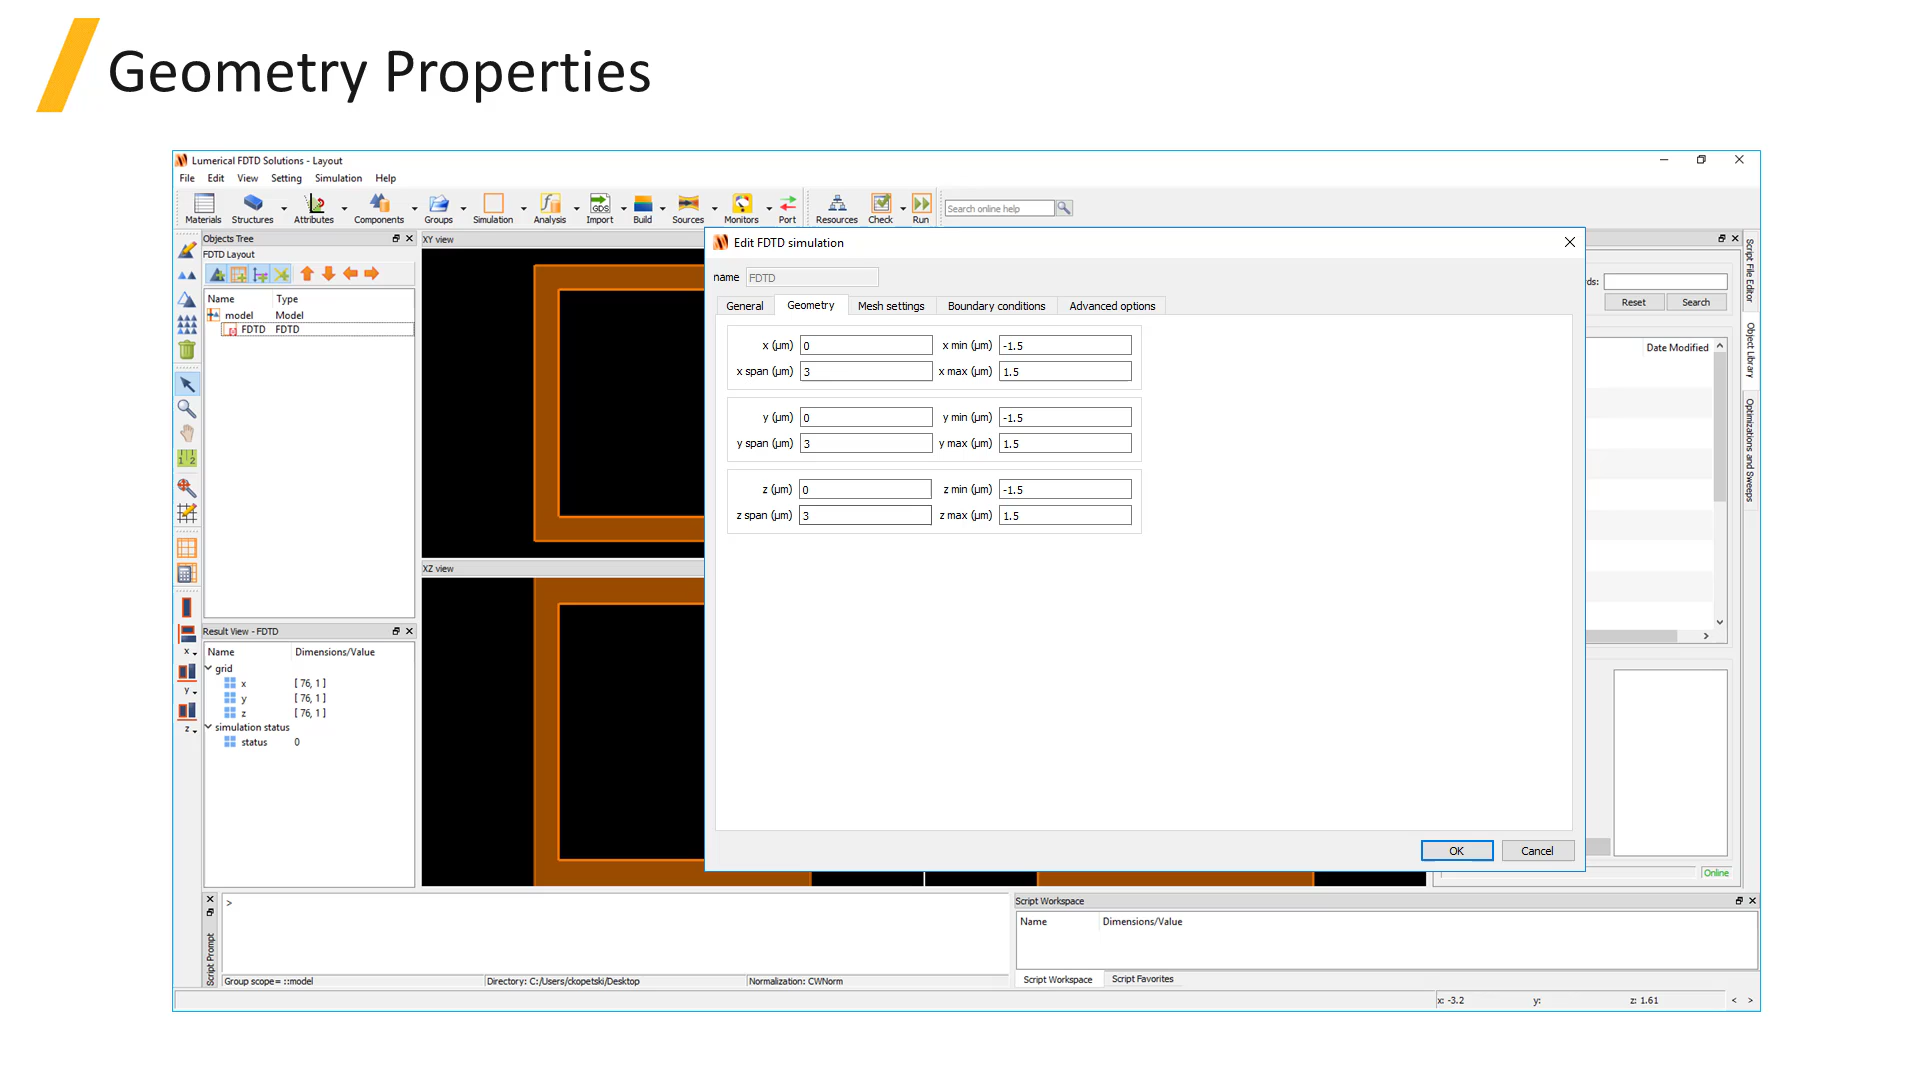 Geometry Properties
Lumerical FDTD Solutions - Layout
File Edit View Setting Simulation Help
Materials Structures Attributes Components Groups Simulation Analysis Import Build Sources Monitors Port Resources Check Run Search online help
GDS
Objects Tree
FDTD Layout
Name Type
model Model
FDTD FDTD
XY view
XZ view
Edit FDTD simulation
name FDTD
General Geometry Mesh settings Boundary conditions Advanced options
x (µm) 0 x min (µm) -1.5
x span (µm) 3 x max (µm) 1.5
y (µm) 0 y min (µm) -1.5
y span (µm) 3 y max (µm) 1.5
z (µm) 0 z min (µm) -1.5
z span (µm) 3 z max (µm) 1.5
OK Cancel
ds:
Reset Search
Date Modified
Script File Editor
Object Library
Optimizations and Sweeps
Online
x
y
z
Result View - FDTD
Name Dimensions/Value
grid
x [ 76, 1 ]
y [ 76, 1 ]
z [ 76, 1 ]
simulation status
status 0
>
Script Prompt
Group scope= ::model Directory: C:/Users/ckopetski/Desktop Normalization: CWNorm
Script Workspace
Name Dimensions/Value
Script Workspace Script Favorites
x: -3.2 y: z: 1.61 < >